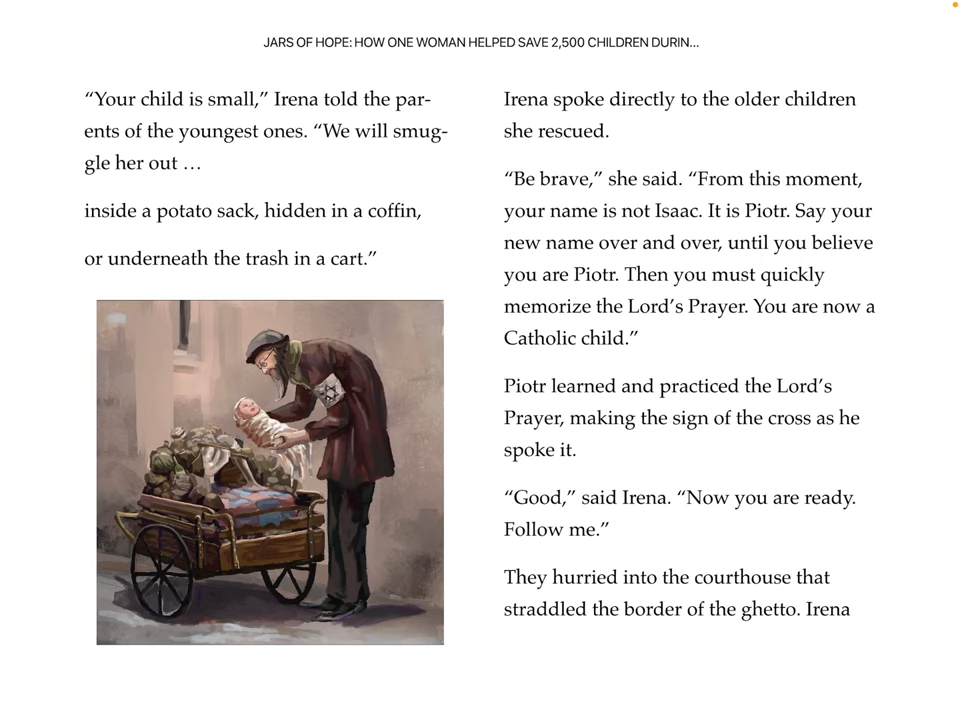 JARS OF HOPE: HOW ONE WOMAN HELPED SAVE 2,500 CHILDREN DURIN...
“Your child is small,” Irena told the par-
ents of the youngest ones. “We will smug-
gle her out …
inside a potato sack, hidden in a coffin,
or underneath the trash in a cart.”
Irena spoke directly to the older children
she rescued.
“Be brave,” she said. “From this moment,
your name is not Isaac. It is Piotr. Say your
new name over and over, until you believe
you are Piotr. Then you must quickly
memorize the Lord’s Prayer. You are now a
Catholic child.”
Piotr learned and practiced the Lord’s
Prayer, making the sign of the cross as he
spoke it.
“Good,” said Irena. “Now you are ready.
Follow me.”
They hurried into the courthouse that
straddled the border of the ghetto. Irena